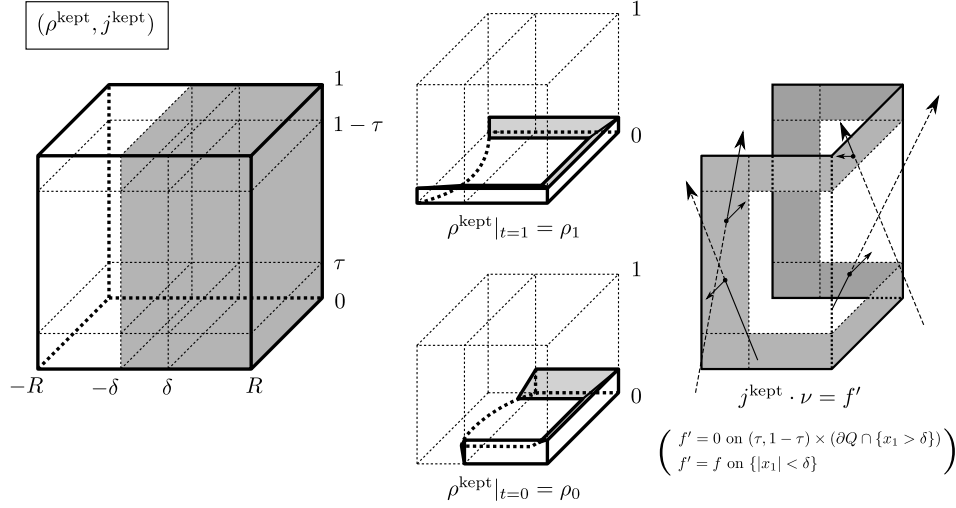 (ρ^kept, j^kept)
1
1 − τ
τ
0
−R
−δ
δ
R
1
0
ρ^kept|_{t=1} = ρ_1
1
0
ρ^kept|_{t=0} = ρ_0
j^kept · ν = f′
( f′ = 0 on (τ, 1 − τ) × (∂Q ∩ {x_1 > δ})
f′ = f on {|x_1| < δ} )